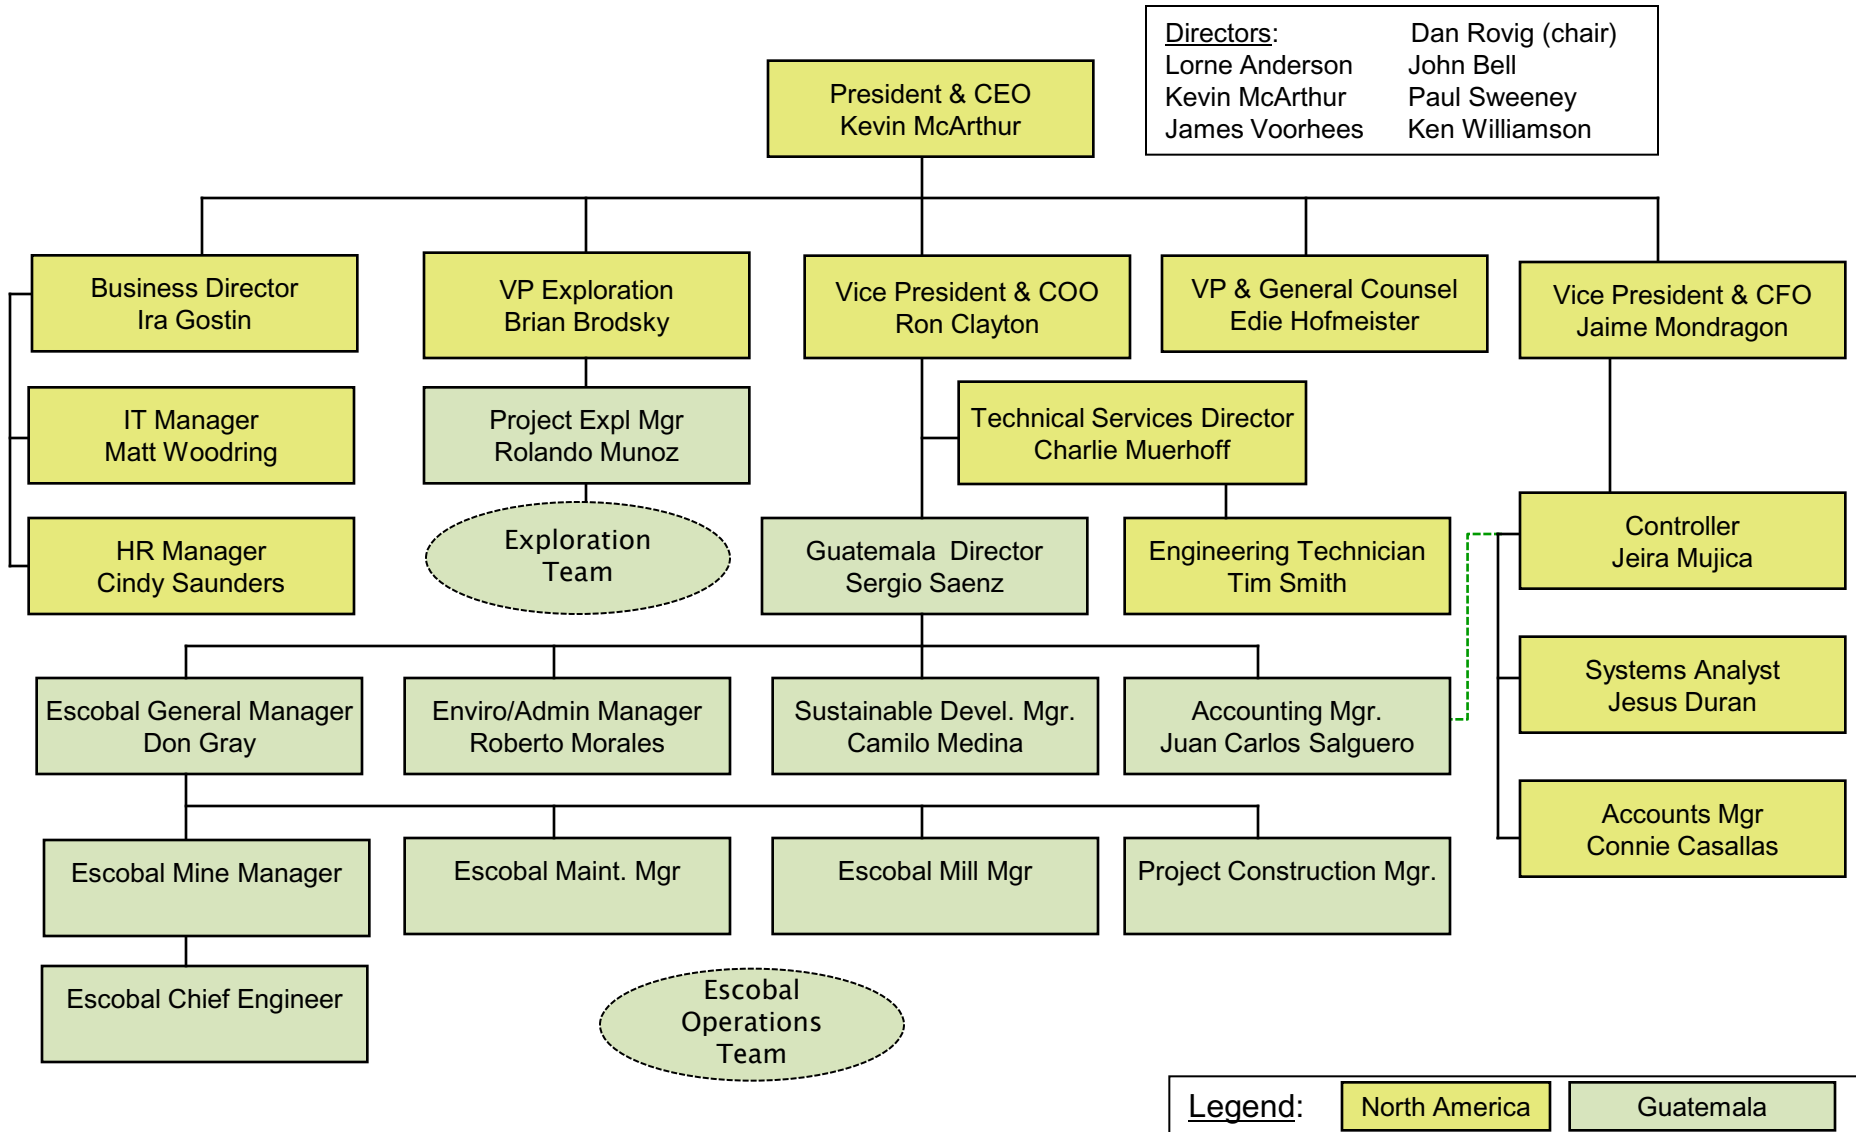 Directors: Dan Rovig (chair)
Lorne Anderson John Bell
Kevin McArthur Paul Sweeney
James Voorhees Ken Williamson
President & CEO
Kevin McArthur
Business Director
Ira Gostin
VP Exploration
Brian Brodsky
Vice President & COO
Ron Clayton
VP & General Counsel
Edie Hofmeister
Vice President & CFO
Jaime Mondragon
IT Manager
Matt Woodring
Project Expl Mgr
Rolando Munoz
Technical Services Director
Charlie Muerhoff
HR Manager
Cindy Saunders
Exploration
Team
Guatemala Director
Sergio Saenz
Engineering Technician
Tim Smith
Controller
Jeira Mujica
Escobal General Manager
Don Gray
Enviro/Admin Manager
Roberto Morales
Sustainable Devel. Mgr.
Camilo Medina
Accounting Mgr.
Juan Carlos Salguero
Systems Analyst
Jesus Duran
Accounts Mgr
Connie Casallas
Escobal Mine Manager
Escobal Maint. Mgr
Escobal Mill Mgr
Project Construction Mgr.
Escobal Chief Engineer
Escobal
Operations
Team
Legend: North America Guatemala